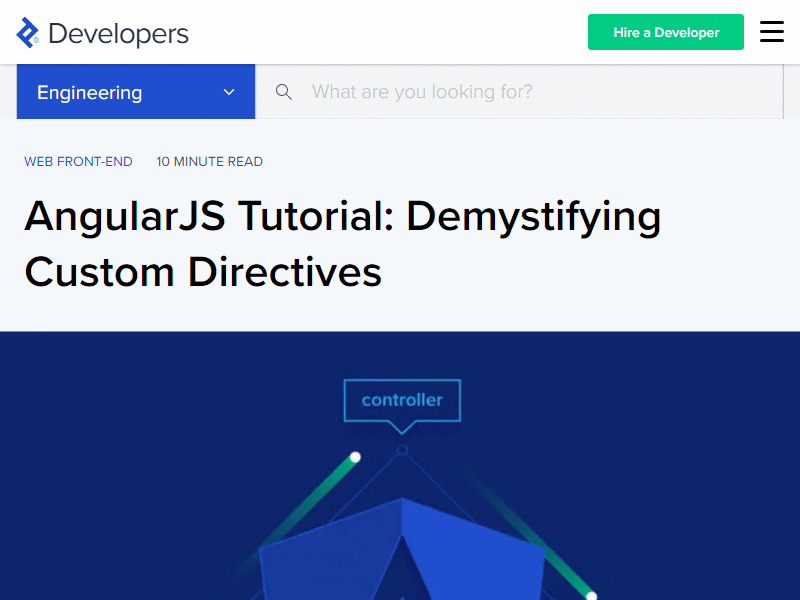 Developers
Hire a Developer
Engineering
What are you looking for?
WEB FRONT-END 10 MINUTE READ
AngularJS Tutorial: Demystifying
Custom Directives
controller